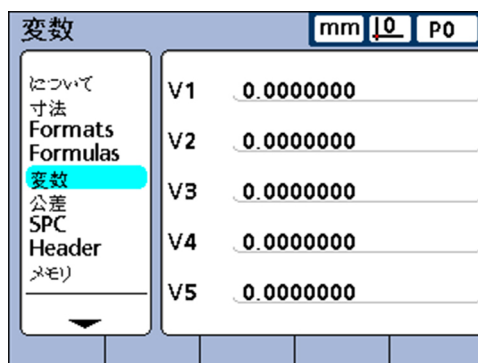 変数 mm 0 P0
について
寸法
Formats
Formulas
変数
公差
SPC
Header
メモリ
V1 0.0000000
V2 0.0000000
V3 0.0000000
V4 0.0000000
V5 0.0000000